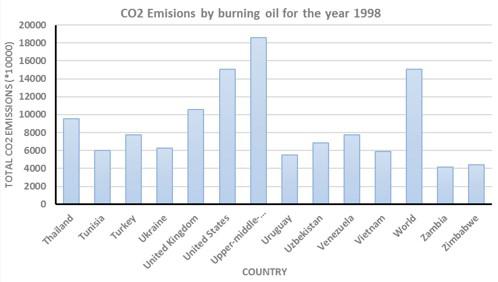 CO2 Emisions by burning oil for the year 1998
TOTAL CO2 EMISSIONS (*10000)
20000
18000
16000
14000
12000
10000
8000
6000
4000
2000
0
Thailand
Tunisia
Turkey
Ukraine
United Kingdom
United States
Upper-middle-...
Uruguay
Uzbekistan
Venezuela
Vietnam
World
Zambia
Zimbabwe
COUNTRY